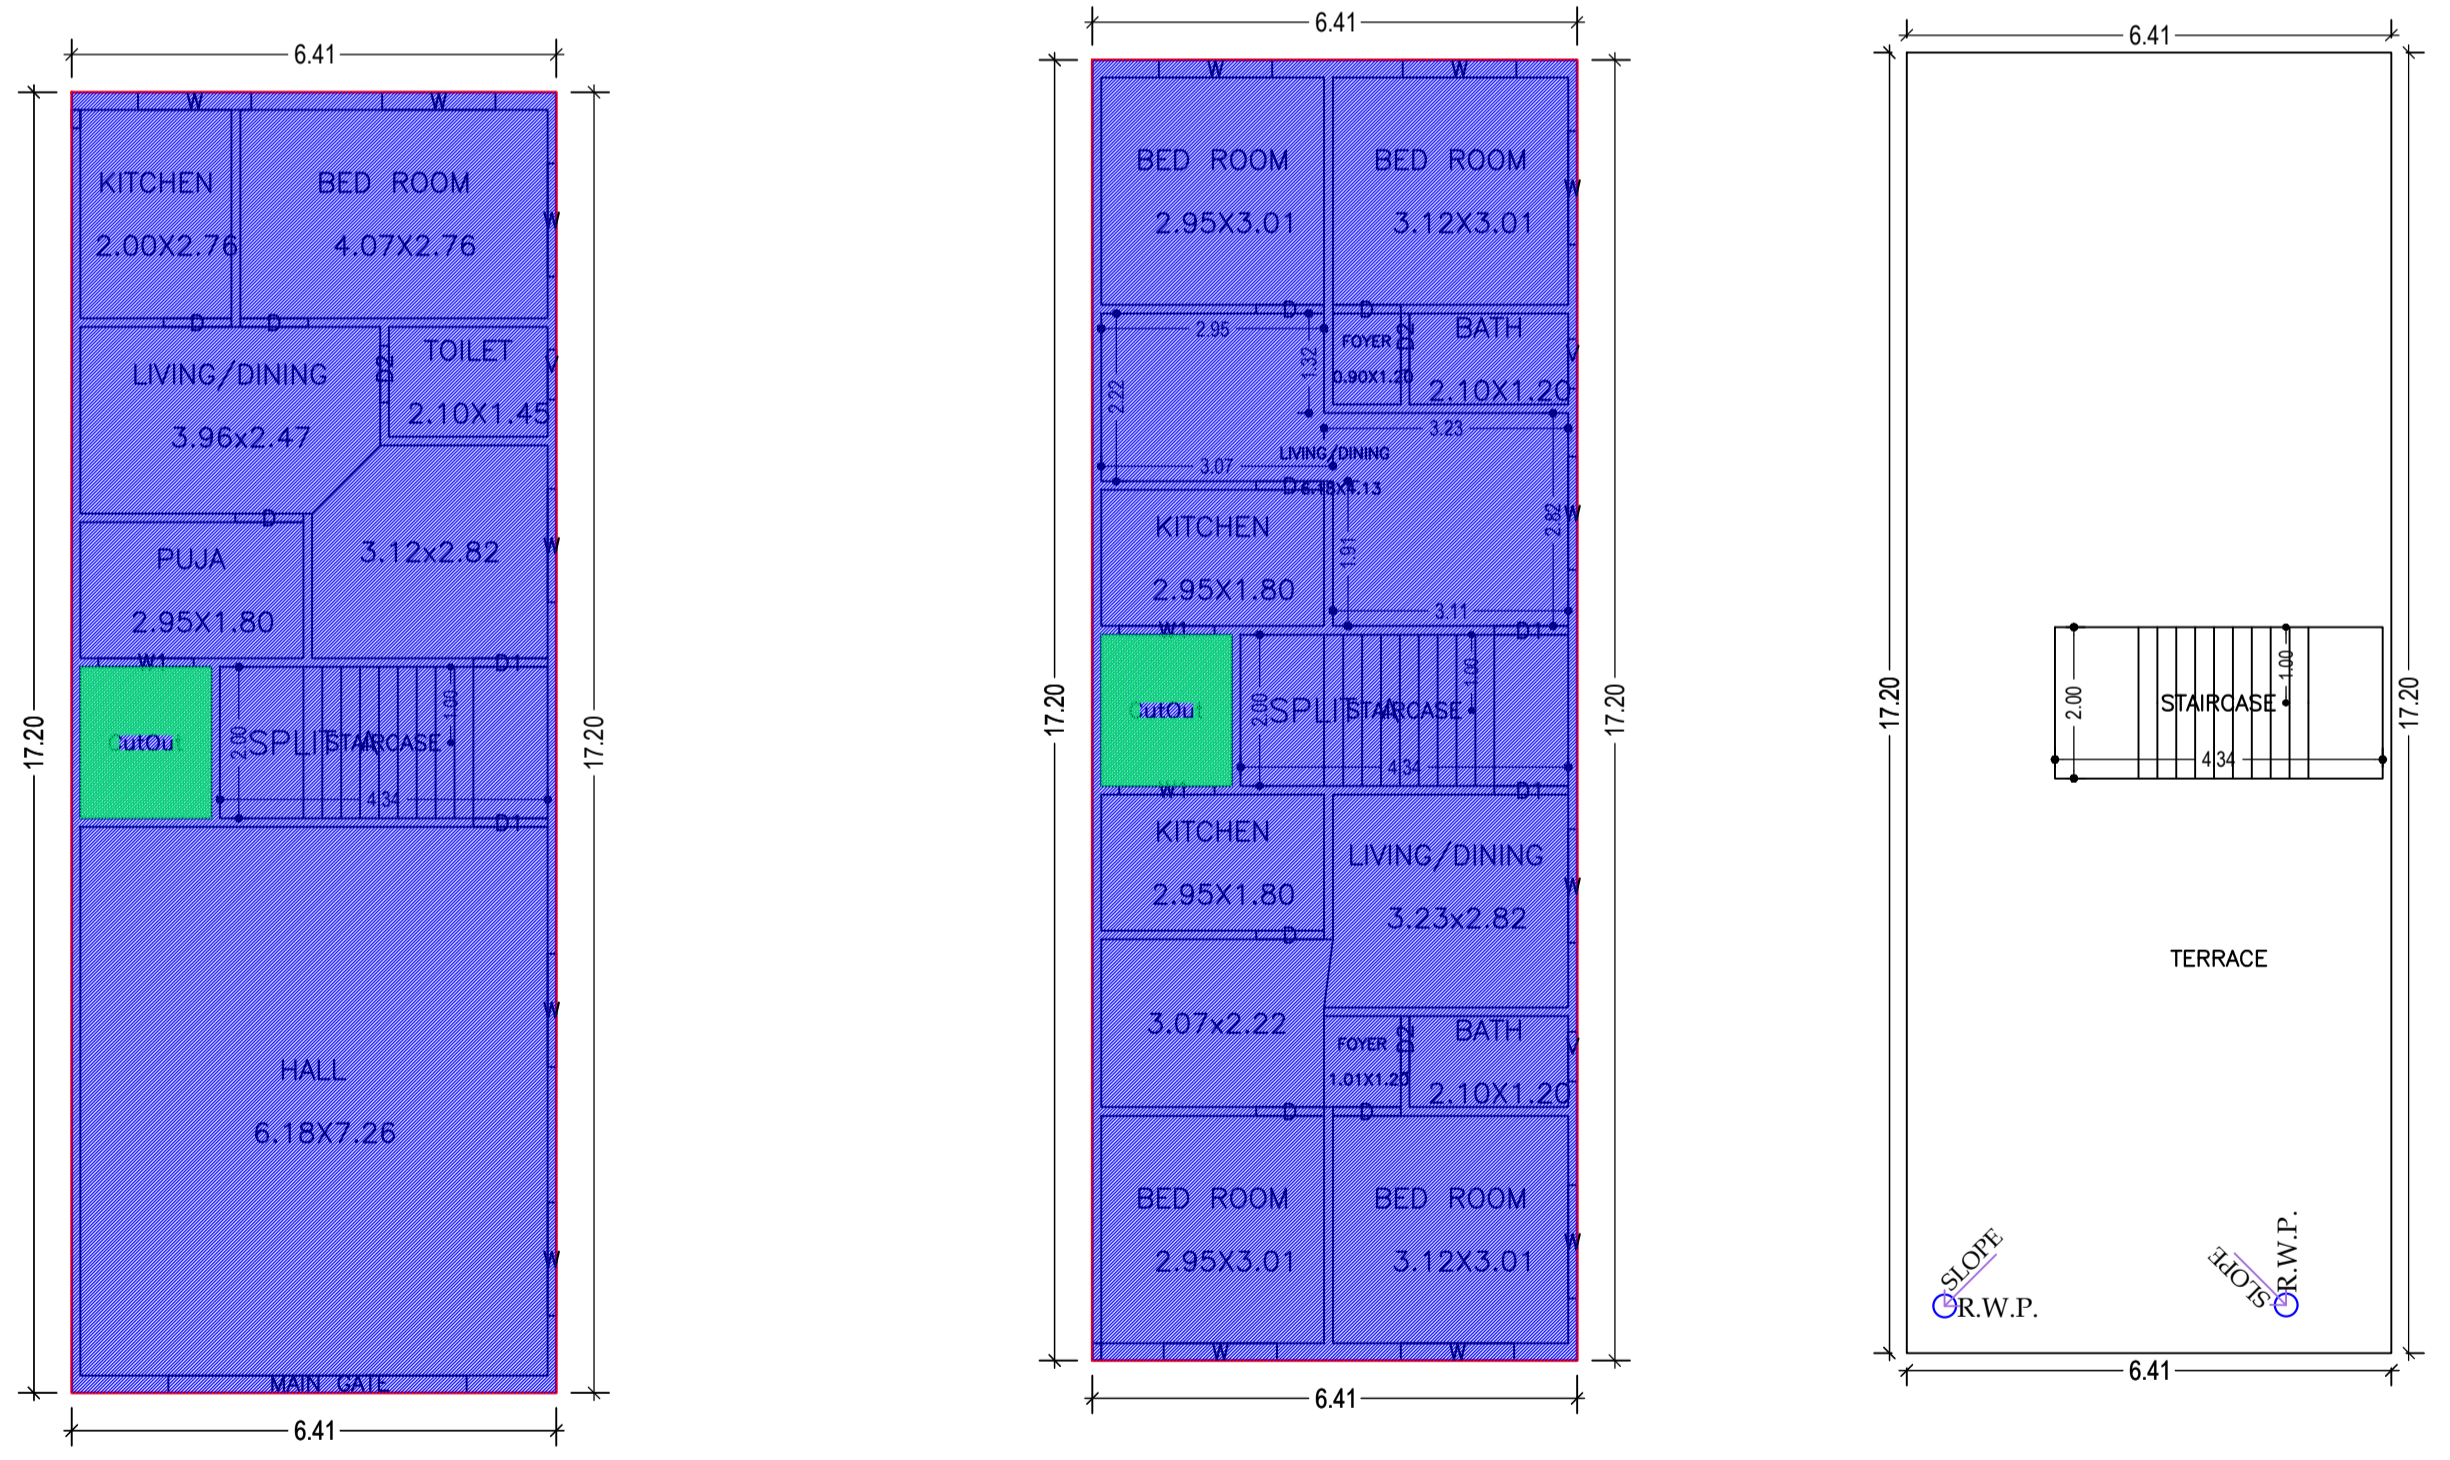 6.41
W
W
KITCHEN
2.00X2.76
BED ROOM
4.07X2.76
W
D
D
LIVING/DINING
3.96x2.47
D2
TOILET
2.10X1.45
V
D
PUJA
2.95X1.80
3.12x2.82
W
W1
D1
CutOut
2.00
SPLIT A
STAIRCASE
1.00
4.34
D1
17.20
17.20
HALL
6.18X7.26
W
W
MAIN GATE
6.41
6.41
W
W
BED ROOM
2.95X3.01
BED ROOM
3.12X3.01
W
D
D
2.95
1.32
2.22
FOYER
0.90X1.20
D2
BATH
2.10X1.20
V
3.23
LIVING/DINING
6.18X4.13
3.07
D
KITCHEN
2.95X1.80
1.91
2.82
W
3.11
W1
D1
CutOut
2.00
SPLIT A
STAIRCASE
1.00
4.34
W1
D1
17.20
17.20
KITCHEN
2.95X1.80
LIVING/DINING
3.23x2.82
W
D
3.07x2.22
FOYER
1.01X1.20
D2
BATH
2.10X1.20
V
D
D
BED ROOM
2.95X3.01
BED ROOM
3.12X3.01
W
W
W
6.41
6.41
17.20
17.20
2.00
STAIRCASE
1.00
4.34
TERRACE
SLOPE
R.W.P.
SLOPE
R.W.P.
6.41